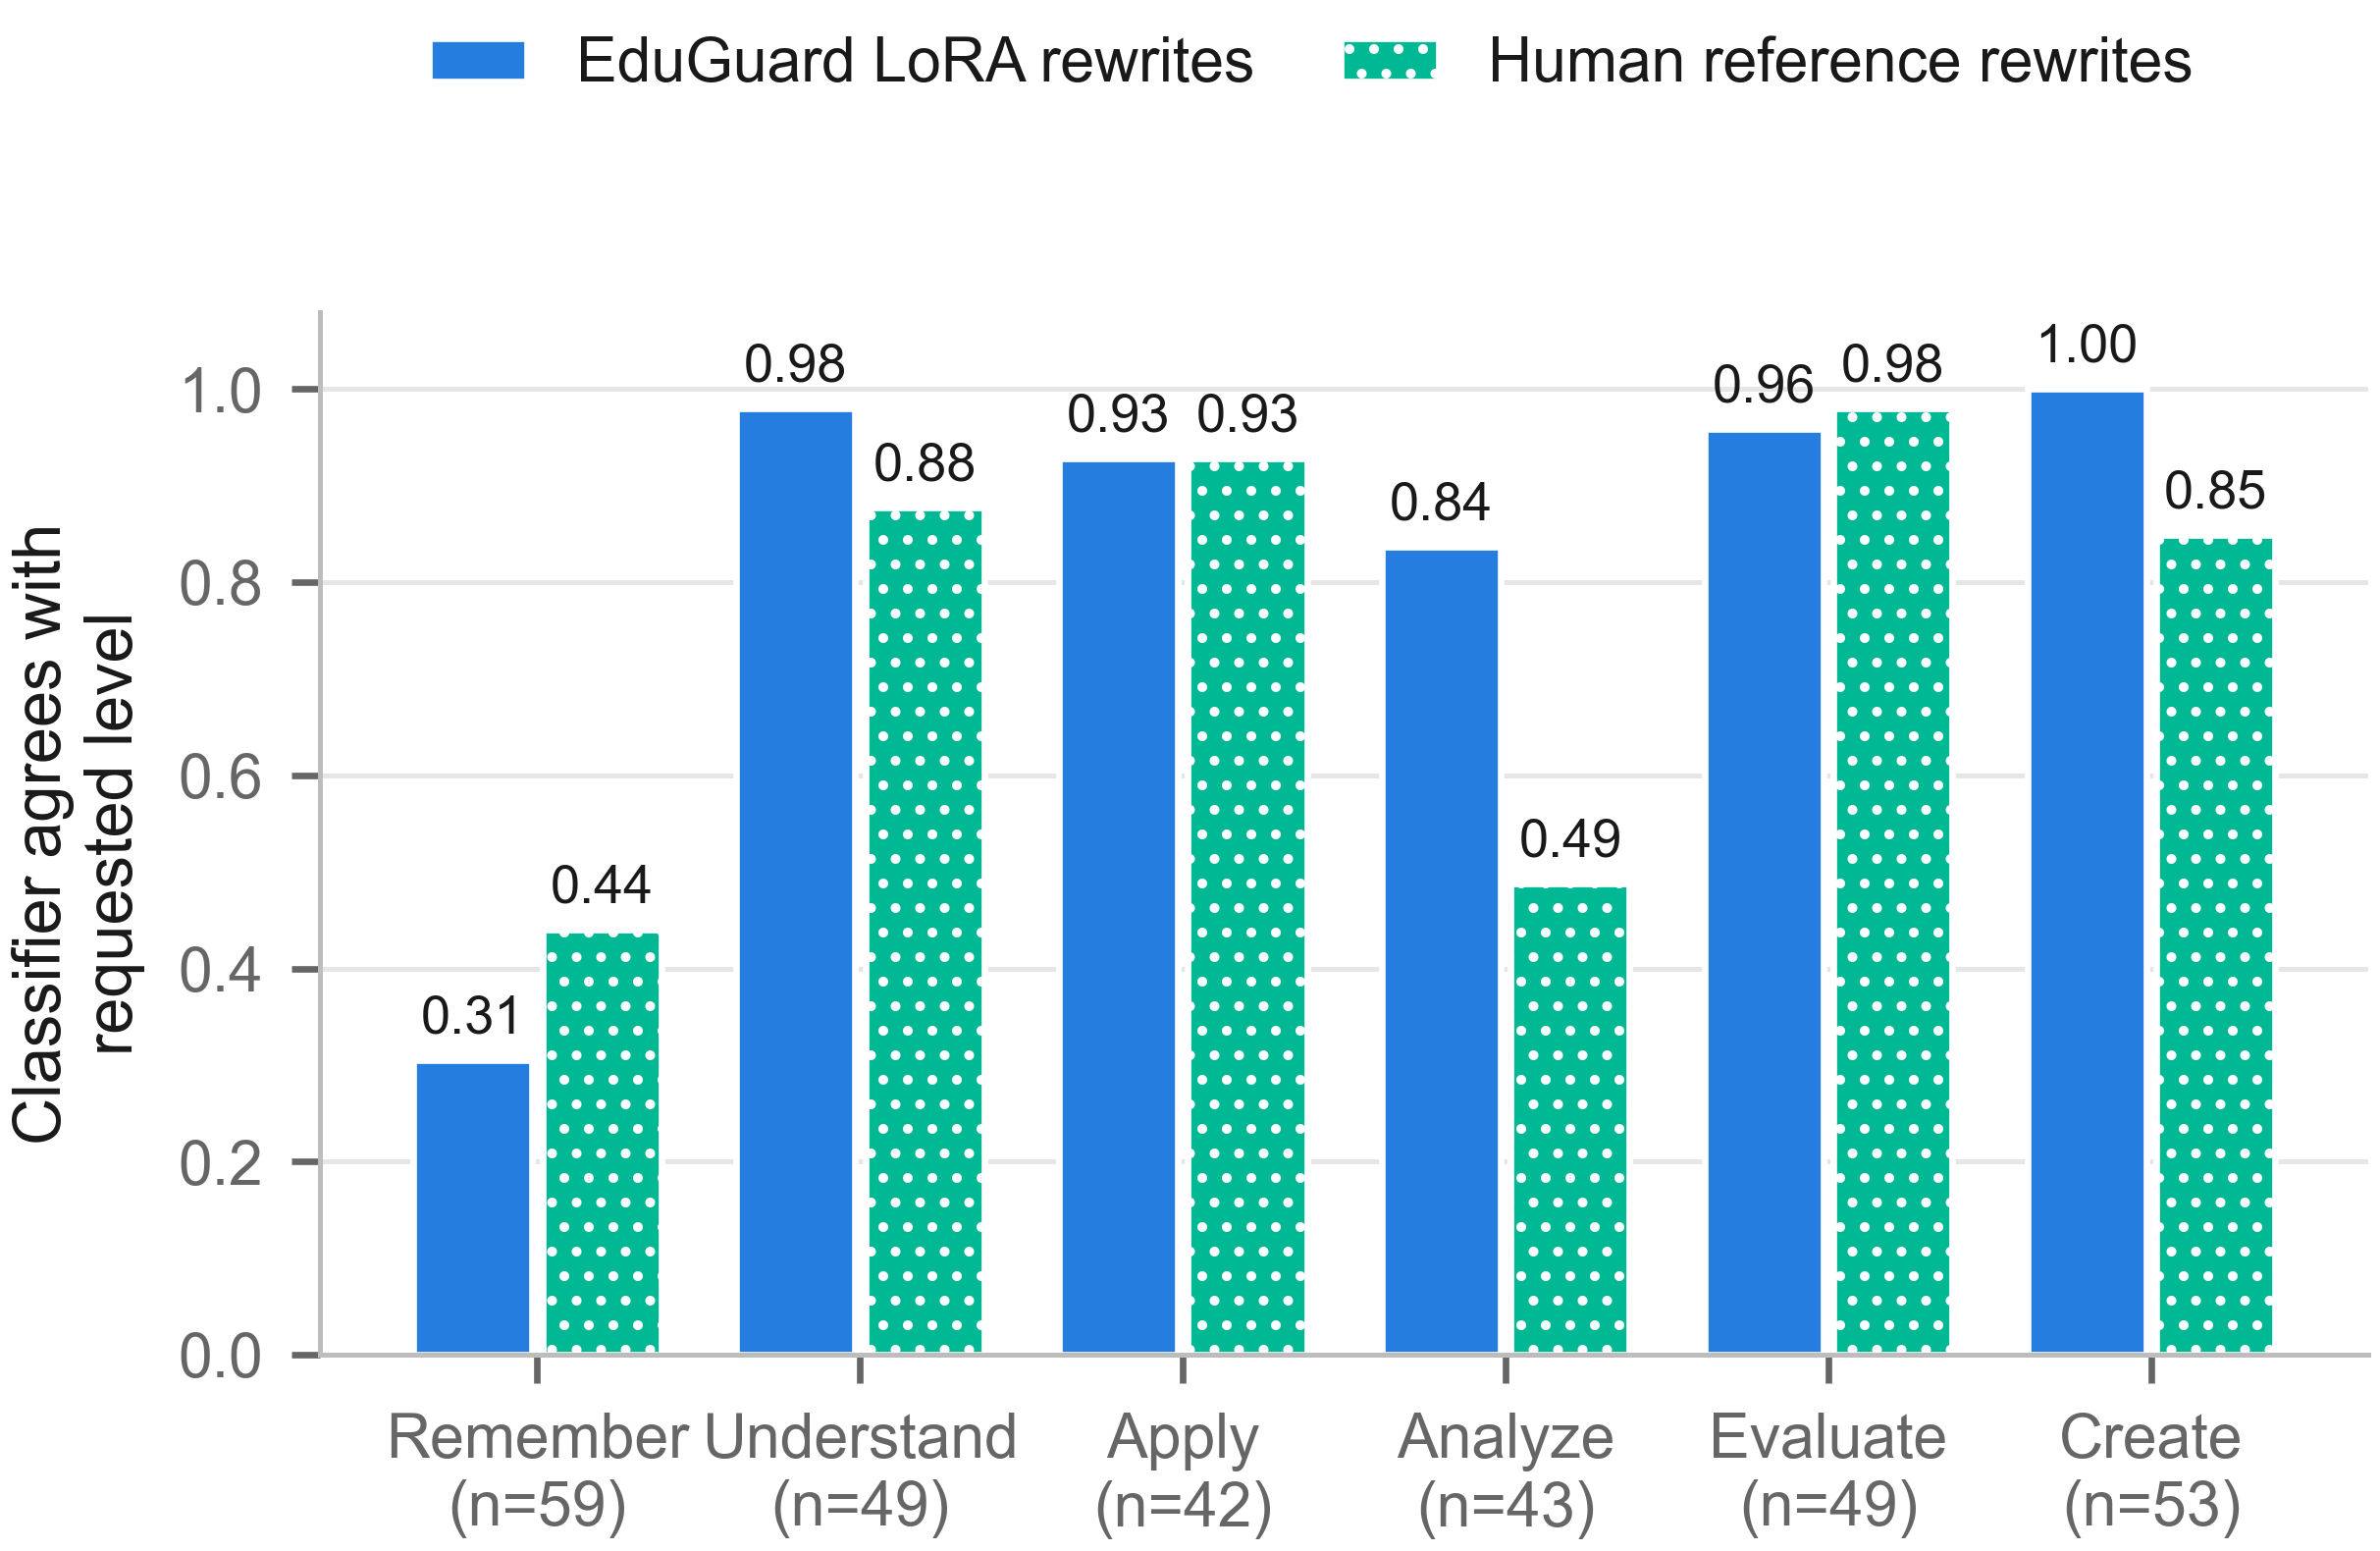 EduGuard LoRA rewrites
Human reference rewrites
Classifier agrees with
requested level
1.0
0.8
0.6
0.4
0.2
0.0
0.31
0.44
0.98
0.88
0.93
0.93
0.84
0.49
0.96
0.98
1.00
0.85
Remember
(n=59)
Understand
(n=49)
Apply
(n=42)
Analyze
(n=43)
Evaluate
(n=49)
Create
(n=53)